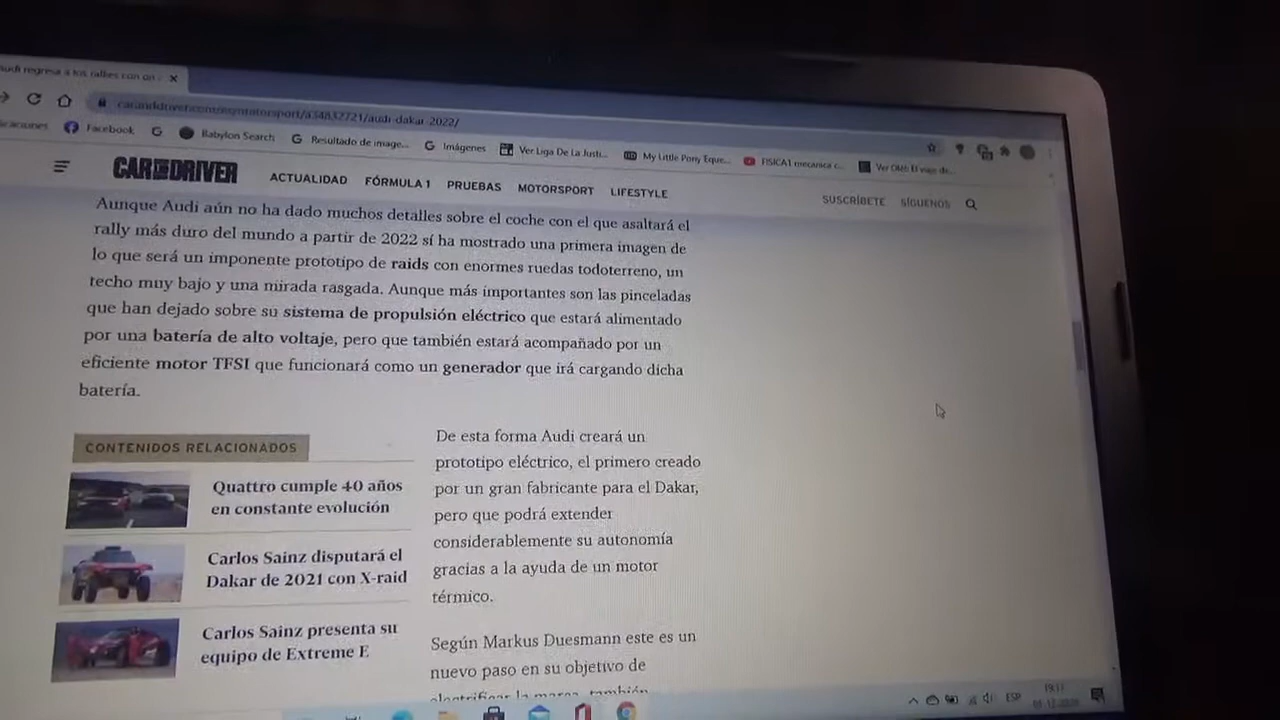 Audi regresa a los rallies con un
caranddriver.com/es/motorsport/a34832721/audi-dakar-2022/
Facebook
Babylon Search
Resultado de image...
Imágenes
Ver Liga De La Justi...
My Little Pony Eque...
FISICA1 mecanica c...
CAR AND DRIVER
ACTUALIDAD FÓRMULA 1 PRUEBAS MOTORSPORT LIFESTYLE
SUSCRÍBETE SÍGUENOS
Aunque Audi aún no ha dado muchos detalles sobre el coche con el que asaltará el
rally más duro del mundo a partir de 2022 sí ha mostrado una primera imagen de
lo que será un imponente prototipo de raids con enormes ruedas todoterreno, un
techo muy bajo y una mirada rasgada. Aunque más importantes son las pinceladas
que han dejado sobre su sistema de propulsión eléctrico que estará alimentado
por una batería de alto voltaje, pero que también estará acompañado por un
eficiente motor TFSI que funcionará como un generador que irá cargando dicha
batería.
CONTENIDOS RELACIONADOS
Quattro cumple 40 años
en constante evolución
Carlos Sainz disputará el
Dakar de 2021 con X-raid
Carlos Sainz presenta su
equipo de Extreme E
De esta forma Audi creará un
prototipo eléctrico, el primero creado
por un gran fabricante para el Dakar,
pero que podrá extender
considerablemente su autonomía
gracias a la ayuda de un motor
térmico.
Según Markus Duesmann este es un
nuevo paso en su objetivo de
electrificar la marca, también
ESP